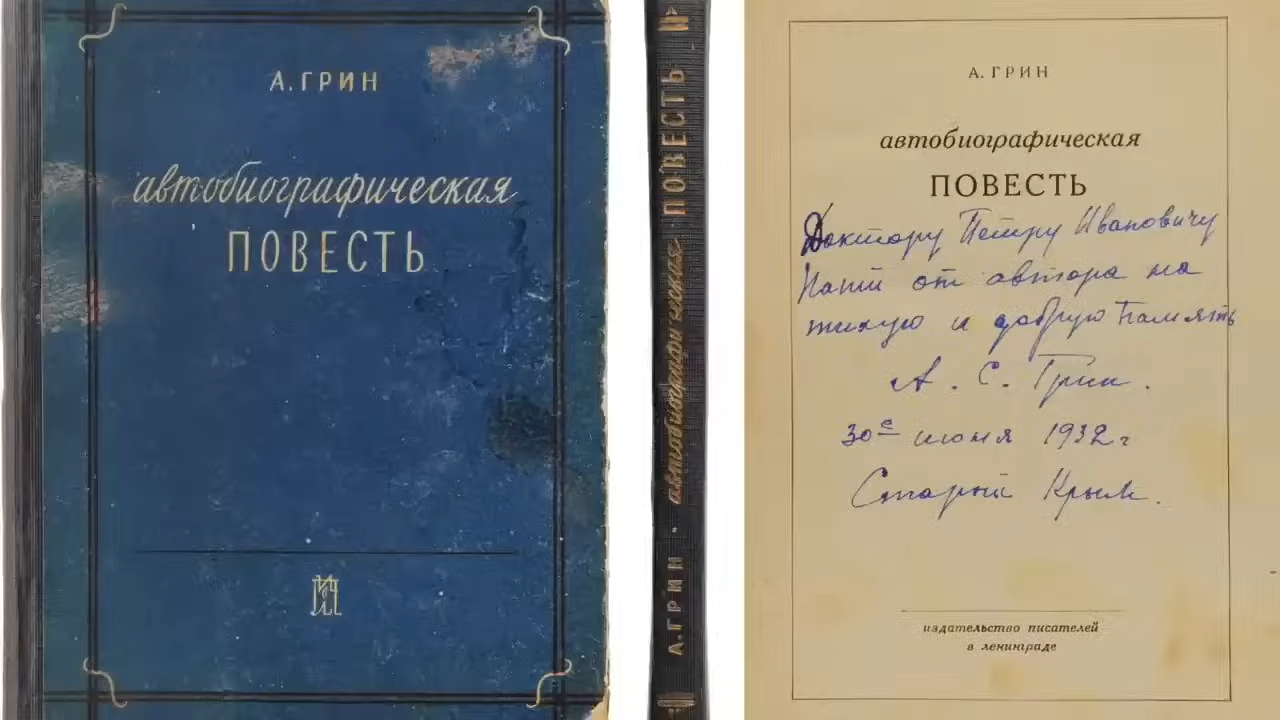 А. ГРИН
автобиографическая
ПОВЕСТЬ
А. ГРИН • автобиографическая ПОВЕСТЬ
А. ГРИН
автобиографическая
ПОВЕСТЬ
Доктору Петру Ивановичу
от автора на
тихую и добрую память
А. С. Грин.
30е июня 1932 г
Старый Крым.
издательство писателей
в ленинграде